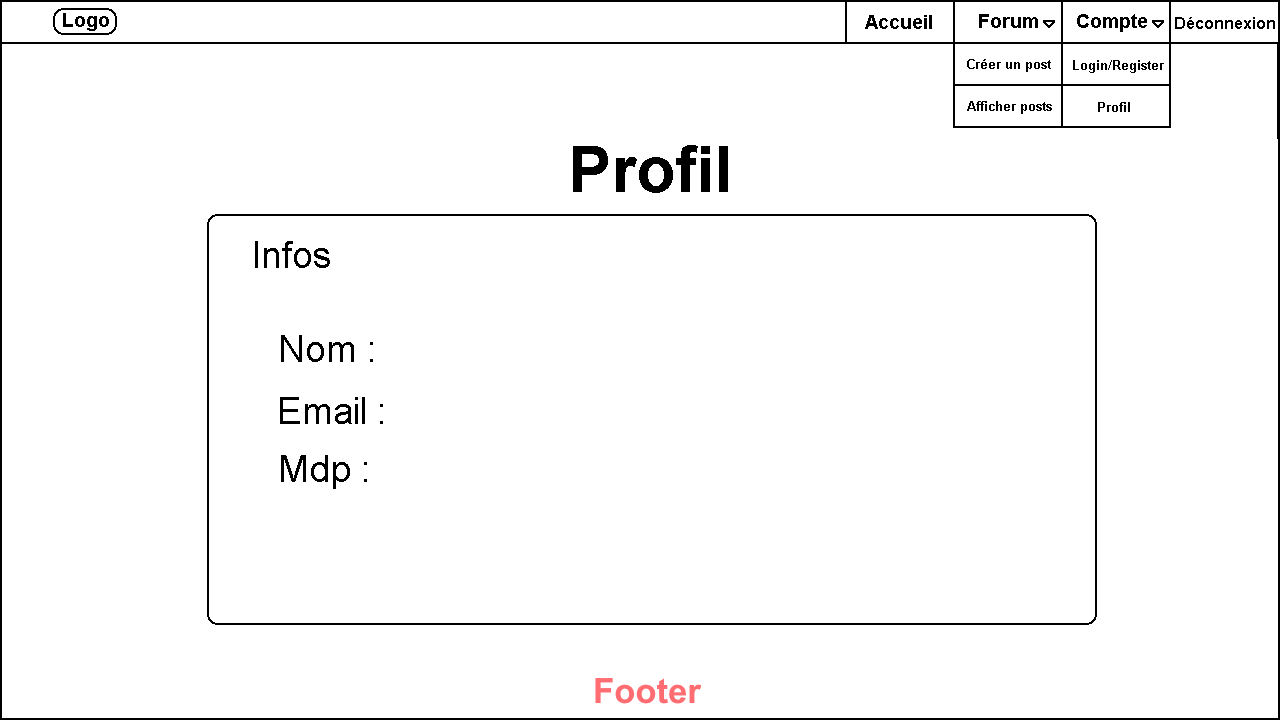 Logo
Accueil
Forum
Compte
Déconnexion
Créer un post
Login/Register
Afficher posts
Profil
Profil
Infos
Nom :
Email :
Mdp :
Footer